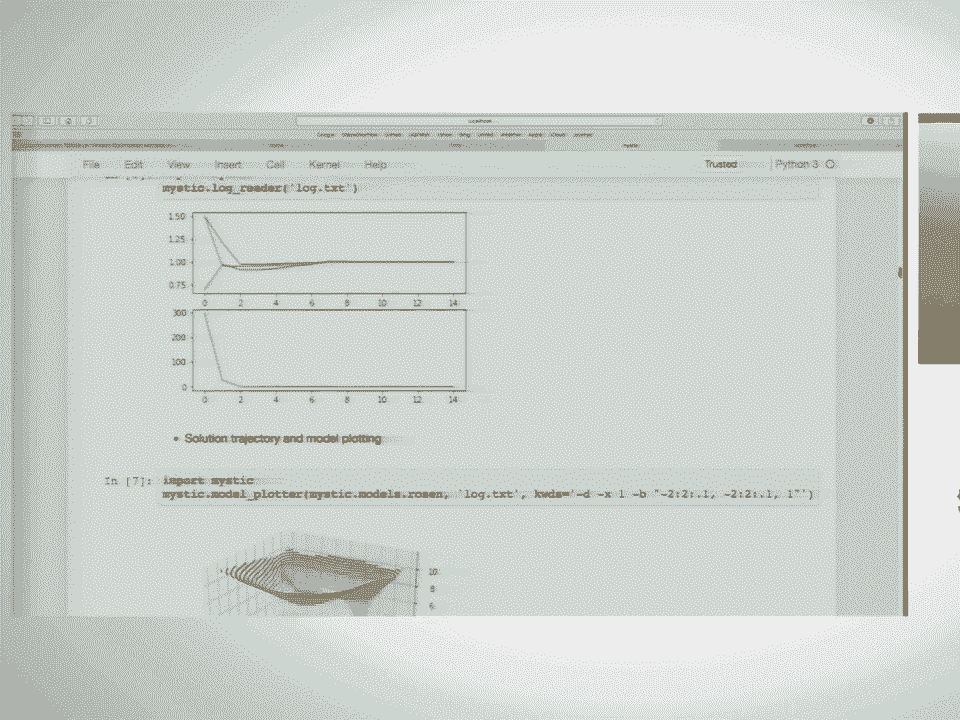 File Edit View Insert Cell Kernel Help Trusted Python 3
mystic.log_reader('log.txt')
1.50
1.25
1.00
0.75
0 2 4 6 8 10 12 14
300
200
100
0
0 2 4 6 8 10 12 14
• Solution trajectory and model plotting
In [7]: import mystic
mystic.model_plotter(mystic.models.rosen, 'log.txt', kwds='-d -x 1 -b "-2:2:.1, -2:2:.1, 1"')
10
8
6